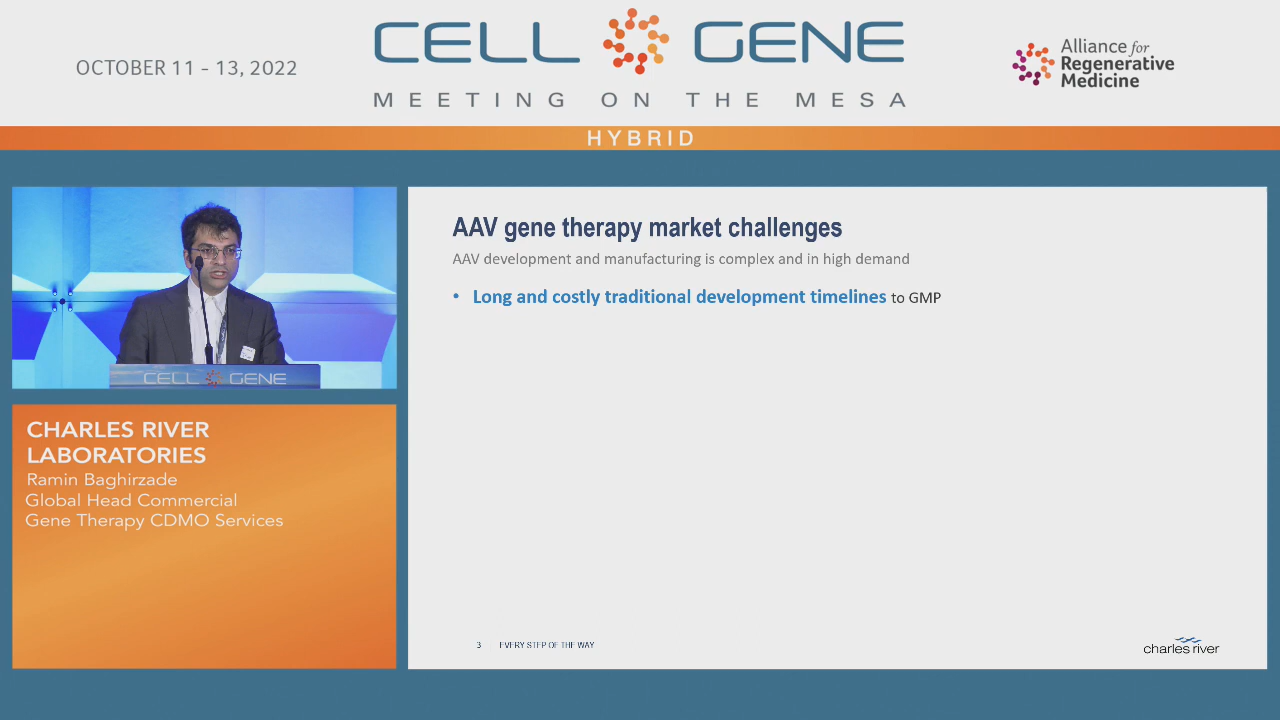 OCTOBER 11 - 13, 2022
CELL GENE
MEETING ON THE MESA
Alliance for
Regenerative
Medicine
HYBRID
CELL GENE
CHARLES RIVER
LABORATORIES
Ramin Baghirzade
Global Head Commercial
Gene Therapy CDMO Services
AAV gene therapy market challenges
AAV development and manufacturing is complex and in high demand
• Long and costly traditional development timelines to GMP
3 EVERY STEP OF THE WAY
charles river